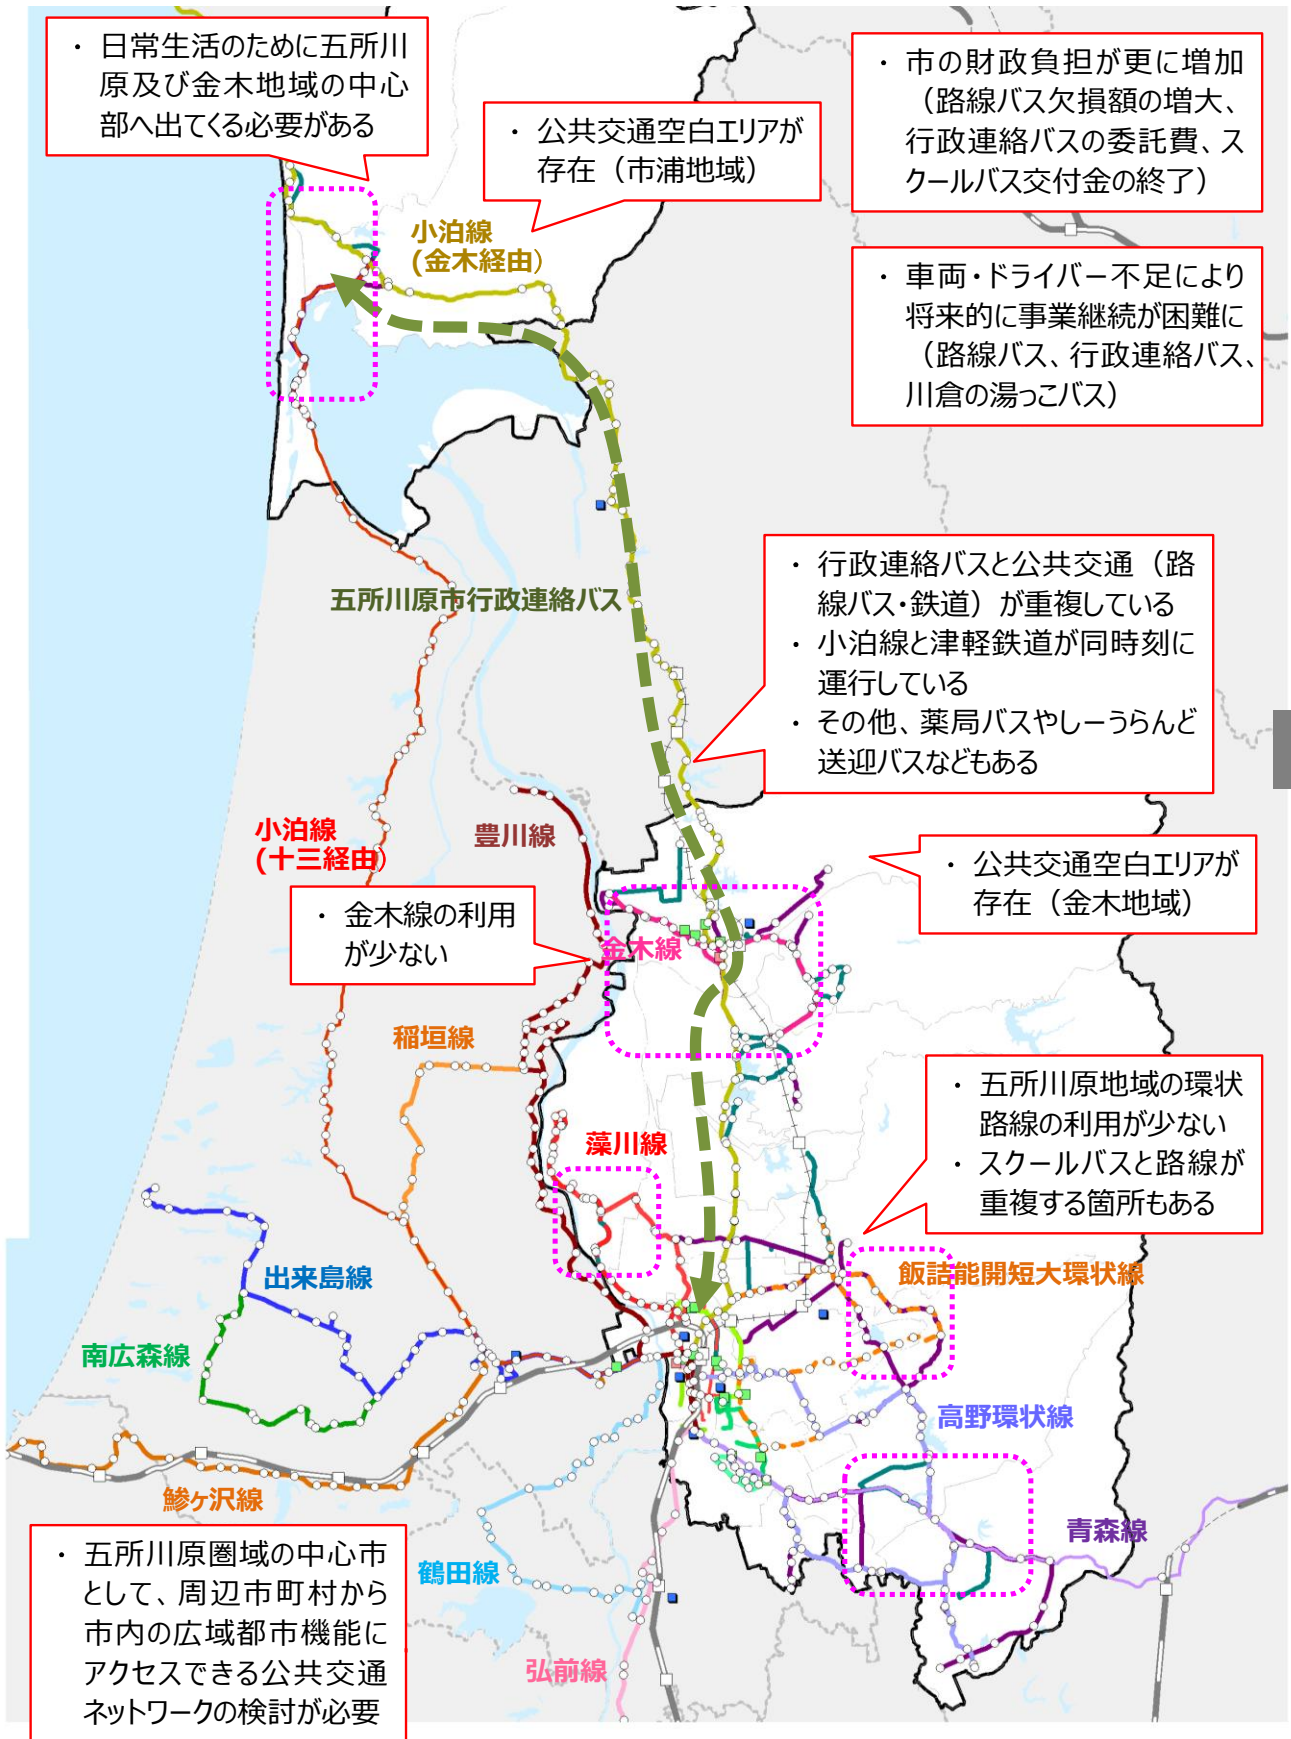 ・ 日常生活のために五所川
原及び金木地域の中心
部へ出てくる必要がある
・ 公共交通空白エリアが
存在（市浦地域）
・ 市の財政負担が更に増加
（路線バス欠損額の増大、
行政連絡バスの委託費、ス
クールバス交付金の終了）
小泊線
(金木経由)
・ 車両・ドライバー不足により
将来的に事業継続が困難に
（路線バス、行政連絡バス、
川倉の湯っこバス）
五所川原市行政連絡バス
・ 行政連絡バスと公共交通（路
線バス・鉄道）が重複している
・ 小泊線と津軽鉄道が同時刻に
運行している
・ その他、薬局バスやしーうらんど
送迎バスなどもある
小泊線
(十三経由)
豊川線
・ 公共交通空白エリアが
存在（金木地域）
・ 金木線の利用
が少ない
金木線
稲垣線
・ 五所川原地域の環状
路線の利用が少ない
・ スクールバスと路線が
重複する箇所もある
藻川線
出来島線
飯詰能開短大環状線
南広森線
高野環状線
鯵ヶ沢線
青森線
鶴田線
弘前線
・ 五所川原圏域の中心市
として、周辺市町村から
市内の広域都市機能に
アクセスできる公共交通
ネットワークの検討が必要